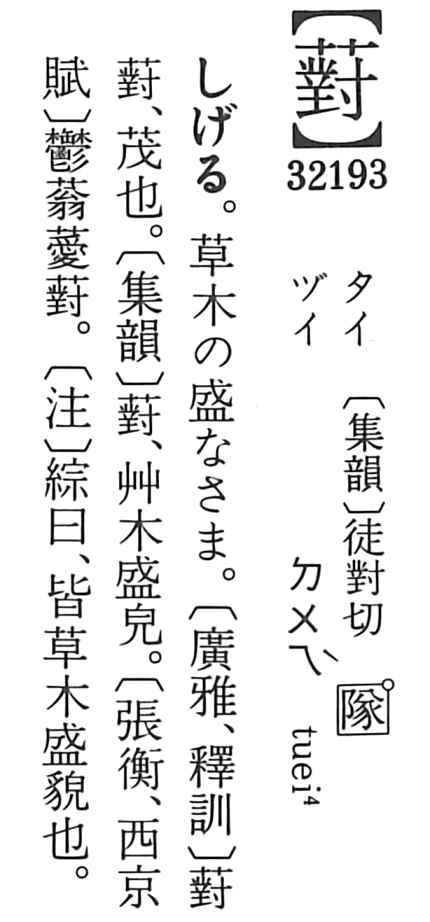 【薱】
32193
タイ
ヅイ
〔集韻〕徒對切
隊
ㄉㄨㄟˋ
tuei⁴
しげる。草木の盛なさま。〔廣雅、釋訓〕薱
薱、茂也。〔集韻〕薱、艸木盛皃。〔張衡、西京
賦〕鬱蓊薆薱。〔注〕綜曰、皆草木盛貌也。